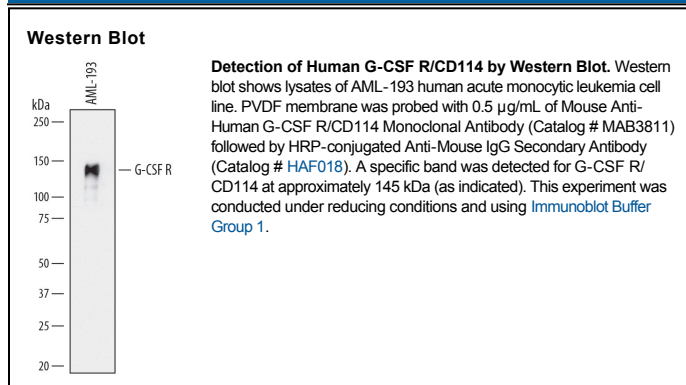 Western Blot
AML-193
kDa
250
150
G-CSF R
100
75
50
37
25
20
Detection of Human G-CSF R/CD114 by Western Blot. Western
blot shows lysates of AML-193 human acute monocytic leukemia cell
line. PVDF membrane was probed with 0.5 µg/mL of Mouse Anti-
Human G-CSF R/CD114 Monoclonal Antibody (Catalog # MAB3811)
followed by HRP-conjugated Anti-Mouse IgG Secondary Antibody
(Catalog # HAF018). A specific band was detected for G-CSF R/
CD114 at approximately 145 kDa (as indicated). This experiment was
conducted under reducing conditions and using Immunoblot Buffer
Group 1.